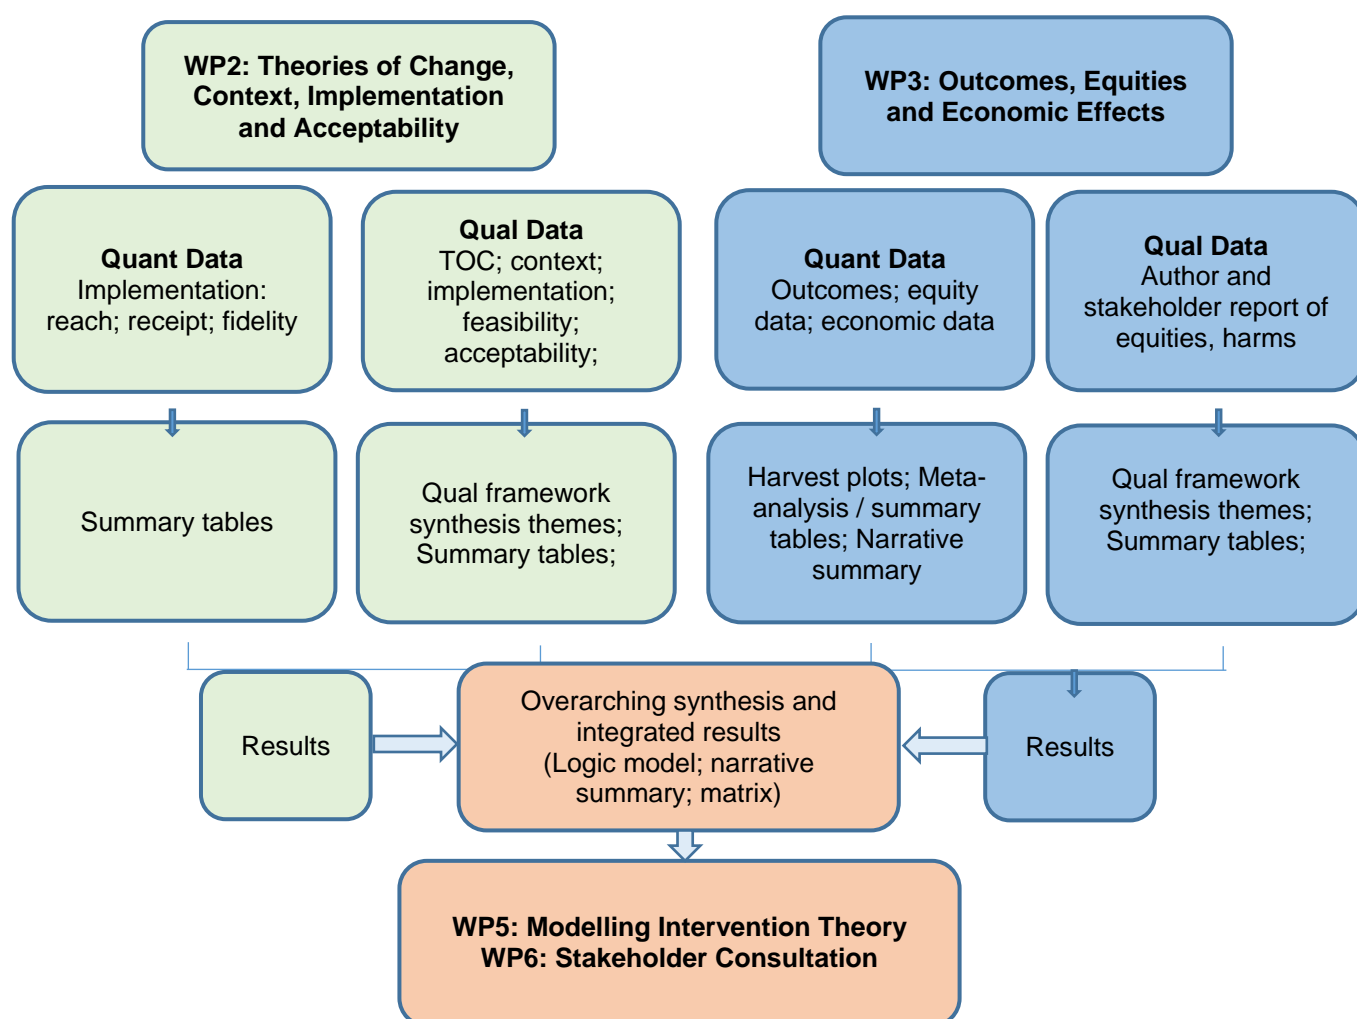 WP2: Theories of Change,
Context, Implementation
and Acceptability
WP3: Outcomes, Equities
and Economic Effects
Quant Data
Implementation:
reach; receipt; fidelity
Qual Data
TOC; context;
implementation;
feasibility;
acceptability;
Quant Data
Outcomes; equity
data; economic data
Qual Data
Author and
stakeholder report of
equities, harms
Summary tables
Qual framework
synthesis themes;
Summary tables;
Harvest plots; Meta-
analysis / summary
tables; Narrative
summary
Qual framework
synthesis themes;
Summary tables;
Results
Overarching synthesis and
integrated results
(Logic model; narrative
summary; matrix)
Results
WP5: Modelling Intervention Theory
WP6: Stakeholder Consultation